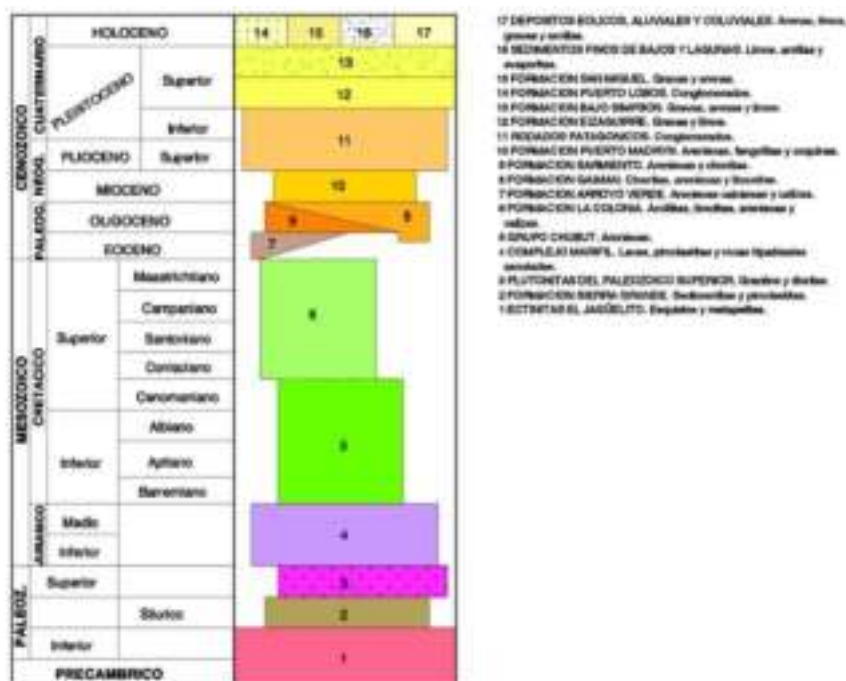 HOLOCENO
14
15
16
17
CENOZOICO
CUATERNARIO
PLEISTOCENO
Superior
13
12
Inferior
11
NEÓG.
PLIOCENO
Superior
MIOCENO
10
PALEOG.
OLIGOCENO
9
8
EOCENO
7
MESOZOICO
CRETACICO
Superior
Maastrichtiano
Campaniano
Santoniano
Coniaciano
Cenomaniano
6
Inferior
Albiano
Aptiano
Barremiano
5
JURASICO
Medio
Inferior
4
PALEOZ.
Superior
3
Silurico
2
Inferior
1
PRECAMBRICO
17 DEPOSITOS EOLICOS, ALUVIALES Y COLUVIALES. Arenas, limos,
gravas y arcillas.
16 SEDIMENTOS FINOS DE BAJOS Y LAGUNAS. Limos, arcillas y
evaporitas.
15 FORMACION SAN MIGUEL. Gravas y arenas.
14 FORMACION PUERTO LOBOS. Conglomerados.
13 FORMACION BAJO SIMPSON. Gravas, arenas y limos.
12 FORMACION EIZAGUIRRE. Gravas y limos.
11 RODADOS PATAGONICOS. Conglomerados.
10 FORMACION PUERTO MADRYN. Areniscas, fangolitas y coquinas.
9 FORMACION SARMIENTO. Areniscas y chonitas.
8 FORMACION GAIMAN. Chonitas, areniscas y limolitas.
7 FORMACION ARROYO VERDE. Areniscas calcáreas y calizas.
6 FORMACION LA COLONIA. Arcilitas, limolitas, areniscas y
calizas.
5 GRUPO CHUBUT. Areniscas.
4 COMPLEJO MARIFIL. Lavas, piroclastitas y rocas hipabisales
asociadas.
3 PLUTONITAS DEL PALEOZOICO SUPERIOR. Granitos y dioritas.
2 FORMACION SIERRA GRANDE. Sedimentitas y piroclastitas.
1 ECTINITAS EL JAGÜELITO. Esquistos y metapelitas.